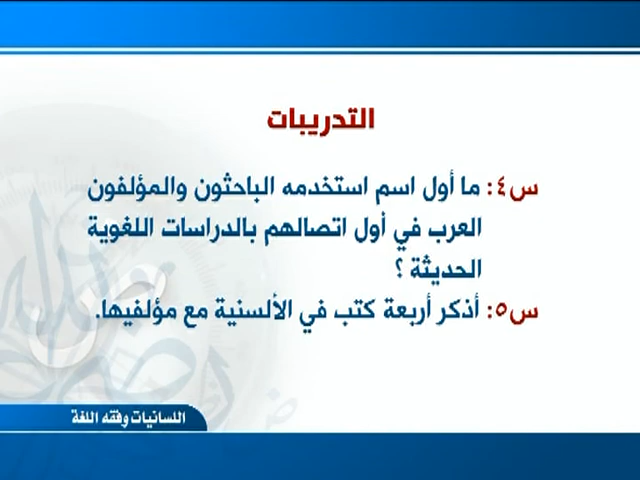 التدريبات
س٤: ما أول اسم استخدمه الباحثون والمؤلفون
العرب في أول اتصالهم بالدراسات اللغوية
الحديثة ؟
س٥: أذكر أربعة كتب في الألسنية مع مؤلفيها.
اللسانيات وفقه اللغة